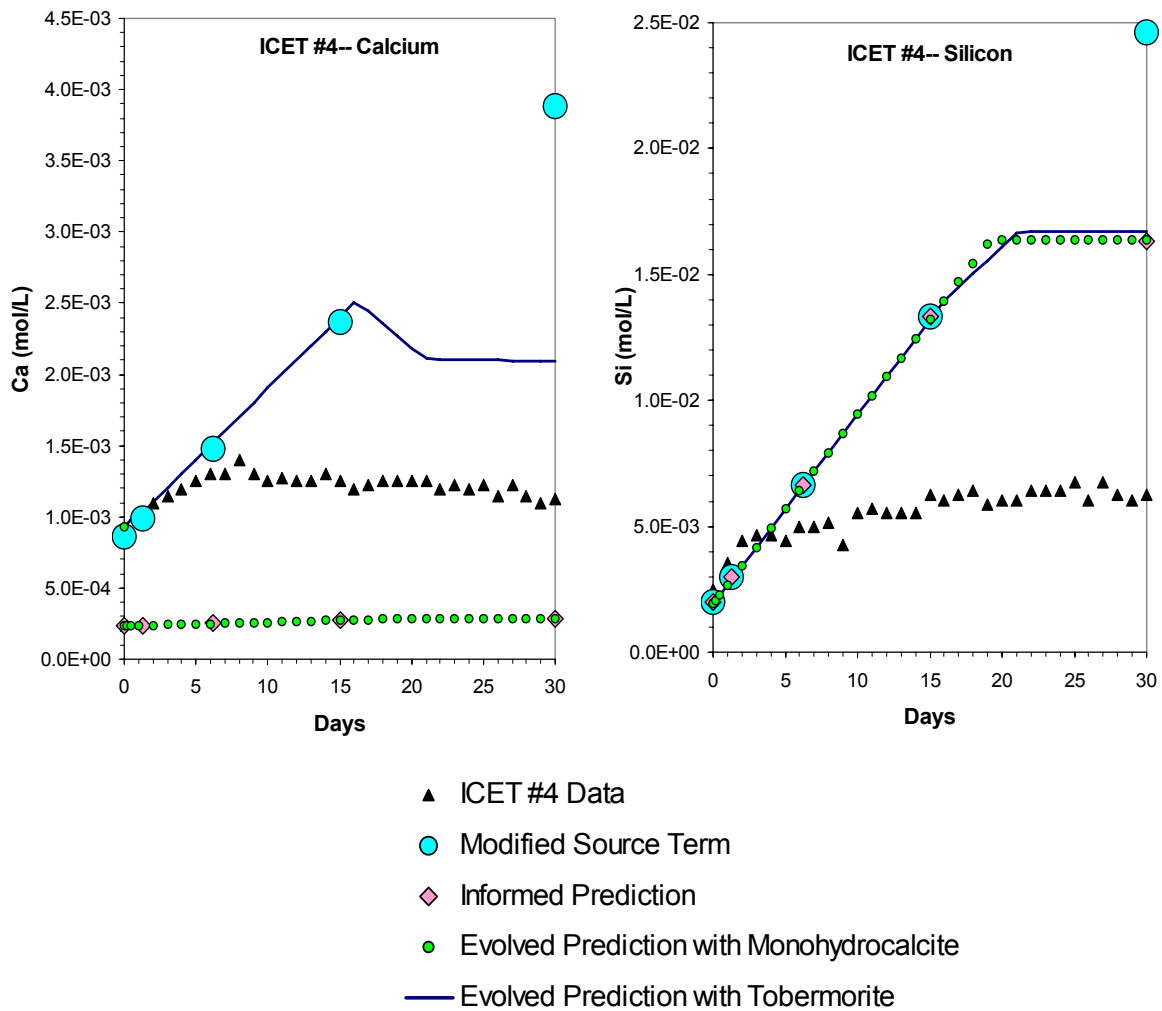 ICET #4-- Calcium
4.5E-03
4.0E-03
3.5E-03
3.0E-03
2.5E-03
2.0E-03
1.5E-03
1.0E-03
5.0E-04
0.0E+00
Ca (mol/L)
0 5 10 15 20 25 30
Days
ICET #4-- Silicon
2.5E-02
2.0E-02
1.5E-02
1.0E-02
5.0E-03
0.0E+00
Si (mol/L)
0 5 10 15 20 25 30
Days
ICET #4 Data
Modified Source Term
Informed Prediction
Evolved Prediction with Monohydrocalcite
Evolved Prediction with Tobermorite